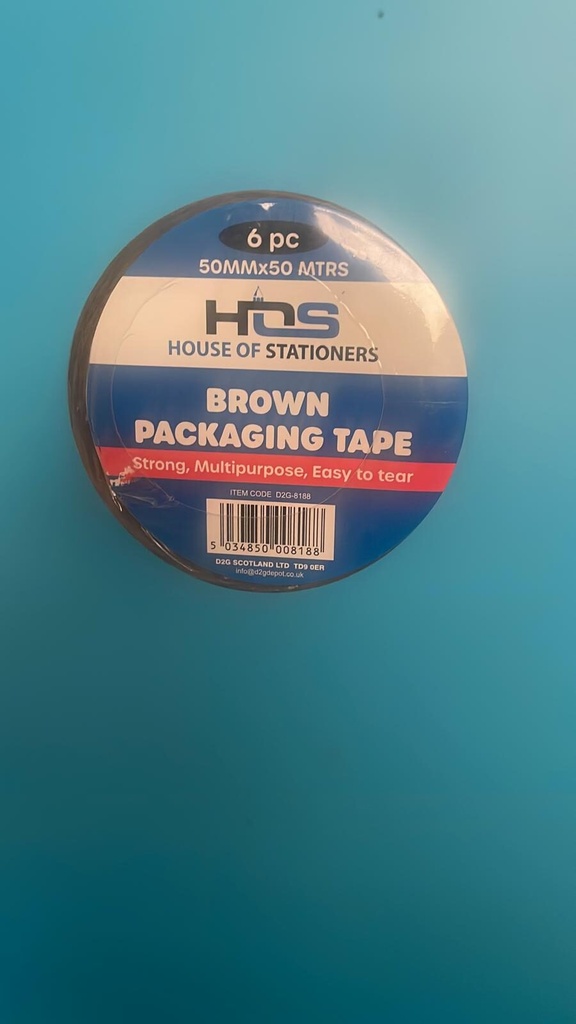 6 pc
50MMx50 MTRS
HOS
HOUSE OF STATIONERS
BROWN
PACKAGING TAPE
Strong, Multipurpose, Easy to tear
ITEM CODE D2G-8188
5 034850 008188
D2G SCOTLAND LTD TD9 0ER
info@d2gdepot.co.uk